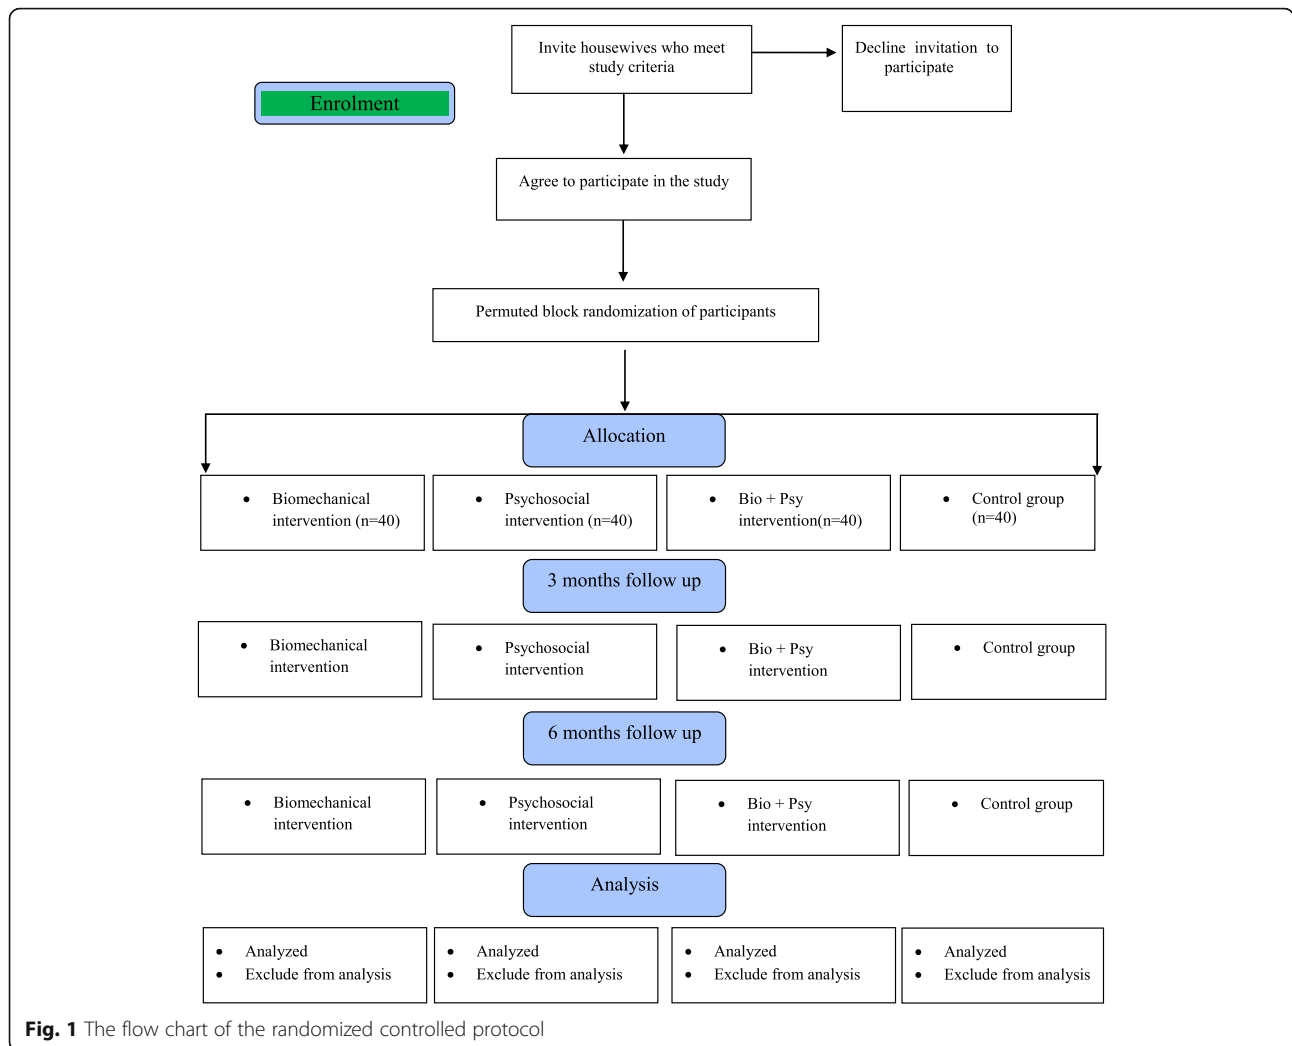 Invite housewives who meet
study criteria
Decline invitation to
participate
Enrolment
Agree to participate in the study
Permuted block randomization of participants
Allocation
• Biomechanical
intervention (n=40)
• Psychosocial
intervention (n=40)
• Bio + Psy
intervention(n=40)
• Control group
(n=40)
3 months follow up
• Biomechanical
intervention
• Psychosocial
intervention
• Bio + Psy
intervention
• Control group
6 months follow up
• Biomechanical
intervention
• Psychosocial
intervention
• Bio + Psy
intervention
• Control group
Analysis
• Analyzed
• Exclude from analysis
• Analyzed
• Exclude from analysis
• Analyzed
• Exclude from analysis
• Analyzed
• Exclude from analysis
Fig. 1 The flow chart of the randomized controlled protocol